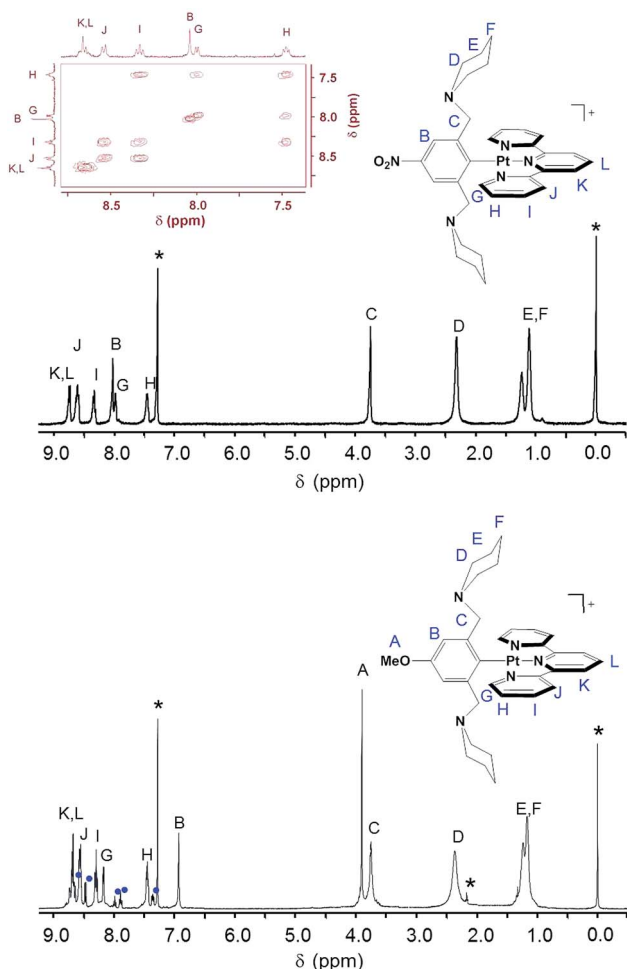 K,L J I B G H
H
G
B
I
J
K,L
7.5
8.0
8.5
δ (ppm)
8.5 8.0 7.5
δ (ppm)
F
E
D
N
C
B
+
N
O₂N
Pt
N
L
K
N
J
G
H
I
N
*
*
C
D
E,F
J
B
K,L
I
G
H
9.0 8.0 7.0 6.0 5.0 4.0 3.0 2.0 1.0 0.0
δ (ppm)
F
E
D
N
C
A
B
+
N
MeO
Pt
N
L
K
N
J
G
H
I
N
A
*
*
K,L
J
I
G
H
B
C
D
*
E,F
9.0 8.0 7.0 6.0 5.0 4.0 3.0 2.0 1.0 0.0
δ (ppm)